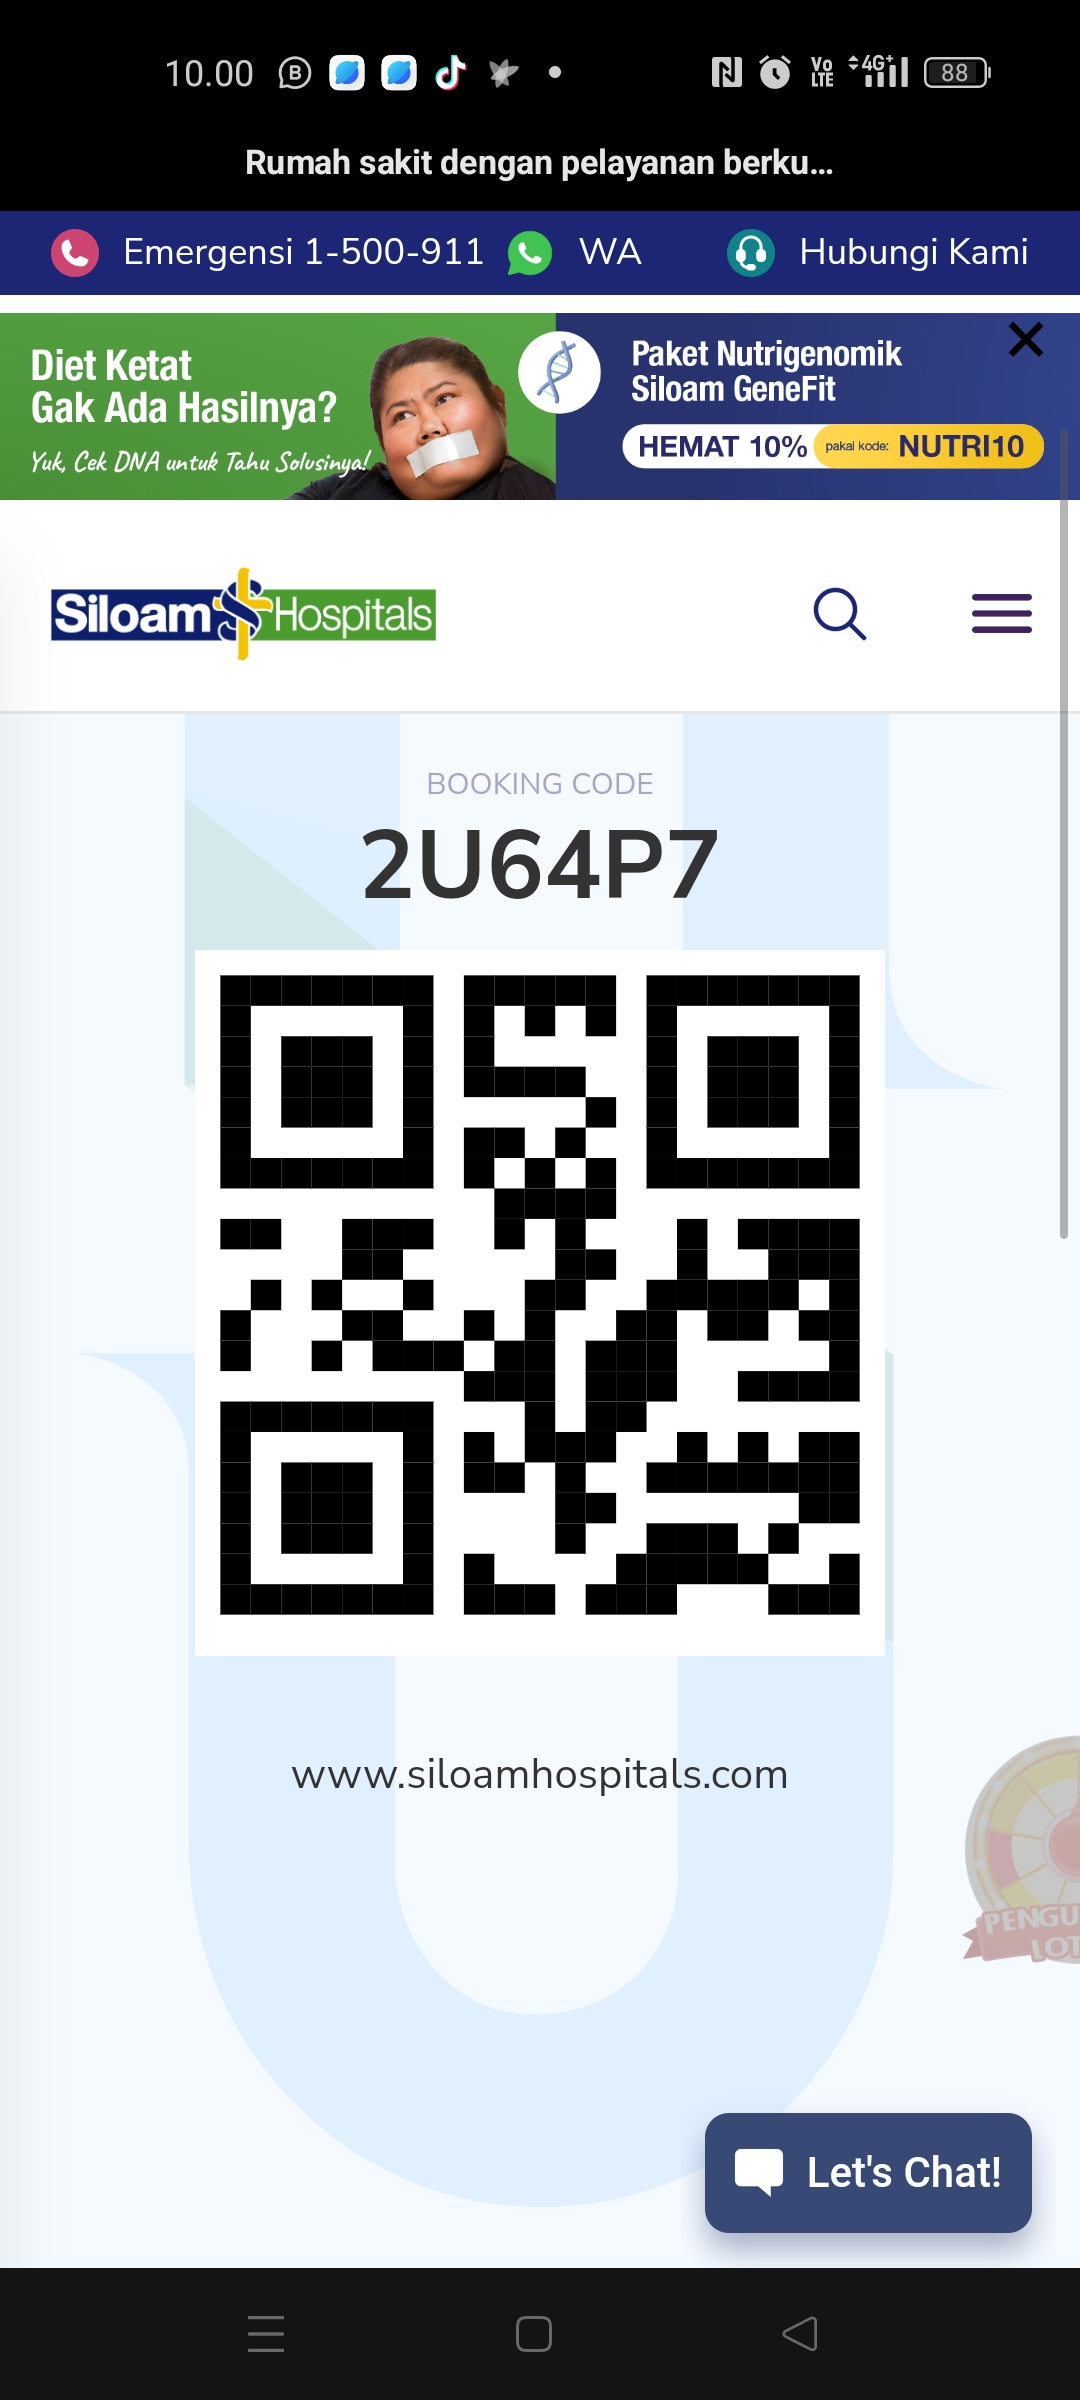 10.00
Vo LTE 4G+ 88
Rumah sakit dengan pelayanan berku...
Emergensi 1-500-911 WA Hubungi Kami
Diet Ketat
Gak Ada Hasilnya?
Yuk, Cek DNA untuk Tahu Solusinya!
Paket Nutrigenomik
Siloam GeneFit
HEMAT 10% pakai kode: NUTRI10
Siloam Hospitals
BOOKING CODE
2U64P7
www.siloamhospitals.com
PENGU
LOT
Let's Chat!